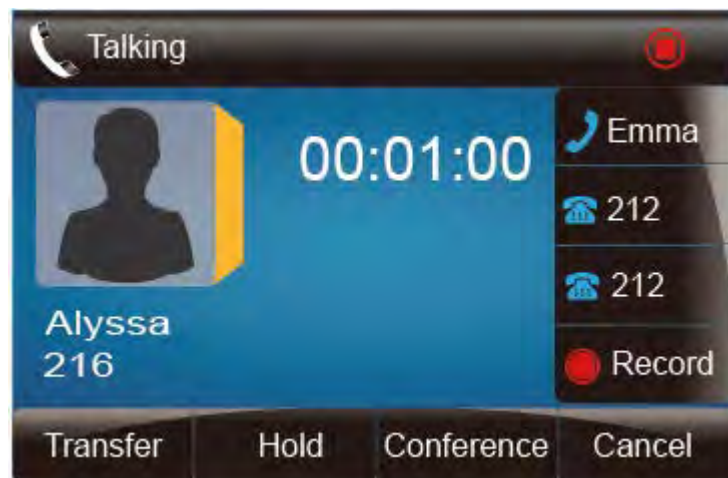 Talking
00:01:00
Alyssa
216
Emma
212
212
Record
Transfer Hold Conference Cancel